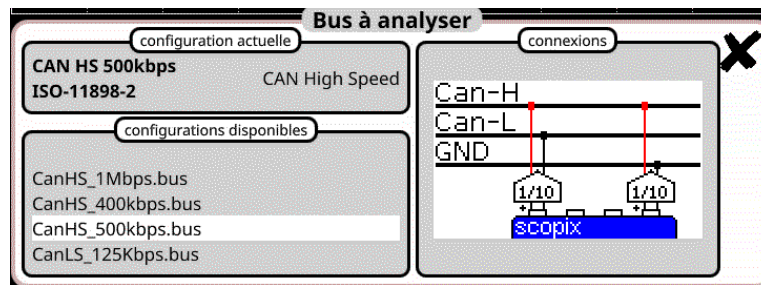 Bus à analyser
configuration actuelle
CAN HS 500kbps
ISO-11898-2
CAN High Speed
configurations disponibles
CanHS_1Mbps.bus
CanHS_400kbps.bus
CanHS_500kbps.bus
CanLS_125Kbps.bus
connexions
Can-H
Can-L
GND
1/10 1/10
scopix